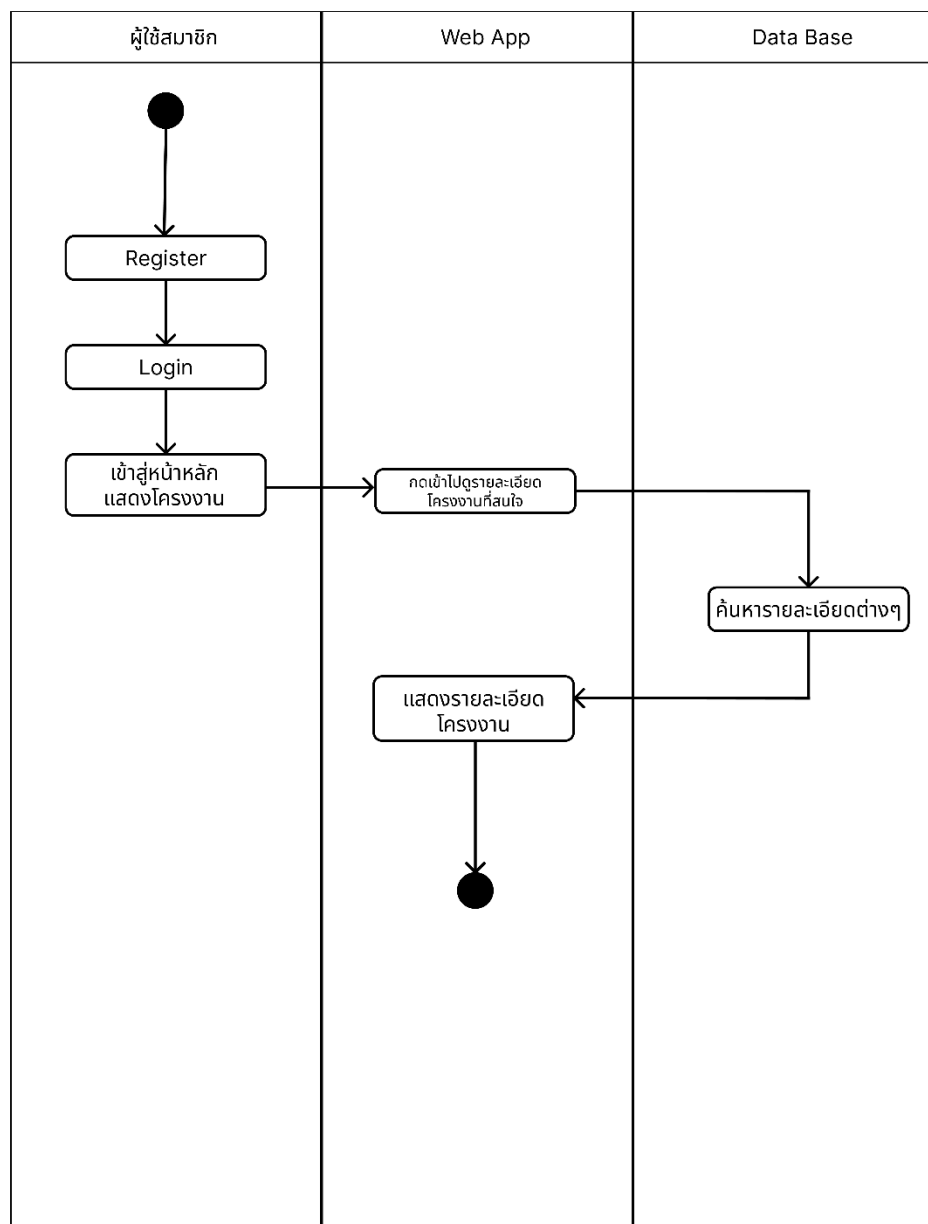 ผู้ใช้สมาชิก
Web App
Data Base
Register
Login
เข้าสู่หน้าหลัก
แสดงโครงงาน
กดเข้าไปดูรายละเอียด
โครงงานที่สนใจ
ค้นหารายละเอียดต่างๆ
แสดงรายละเอียด
โครงงาน